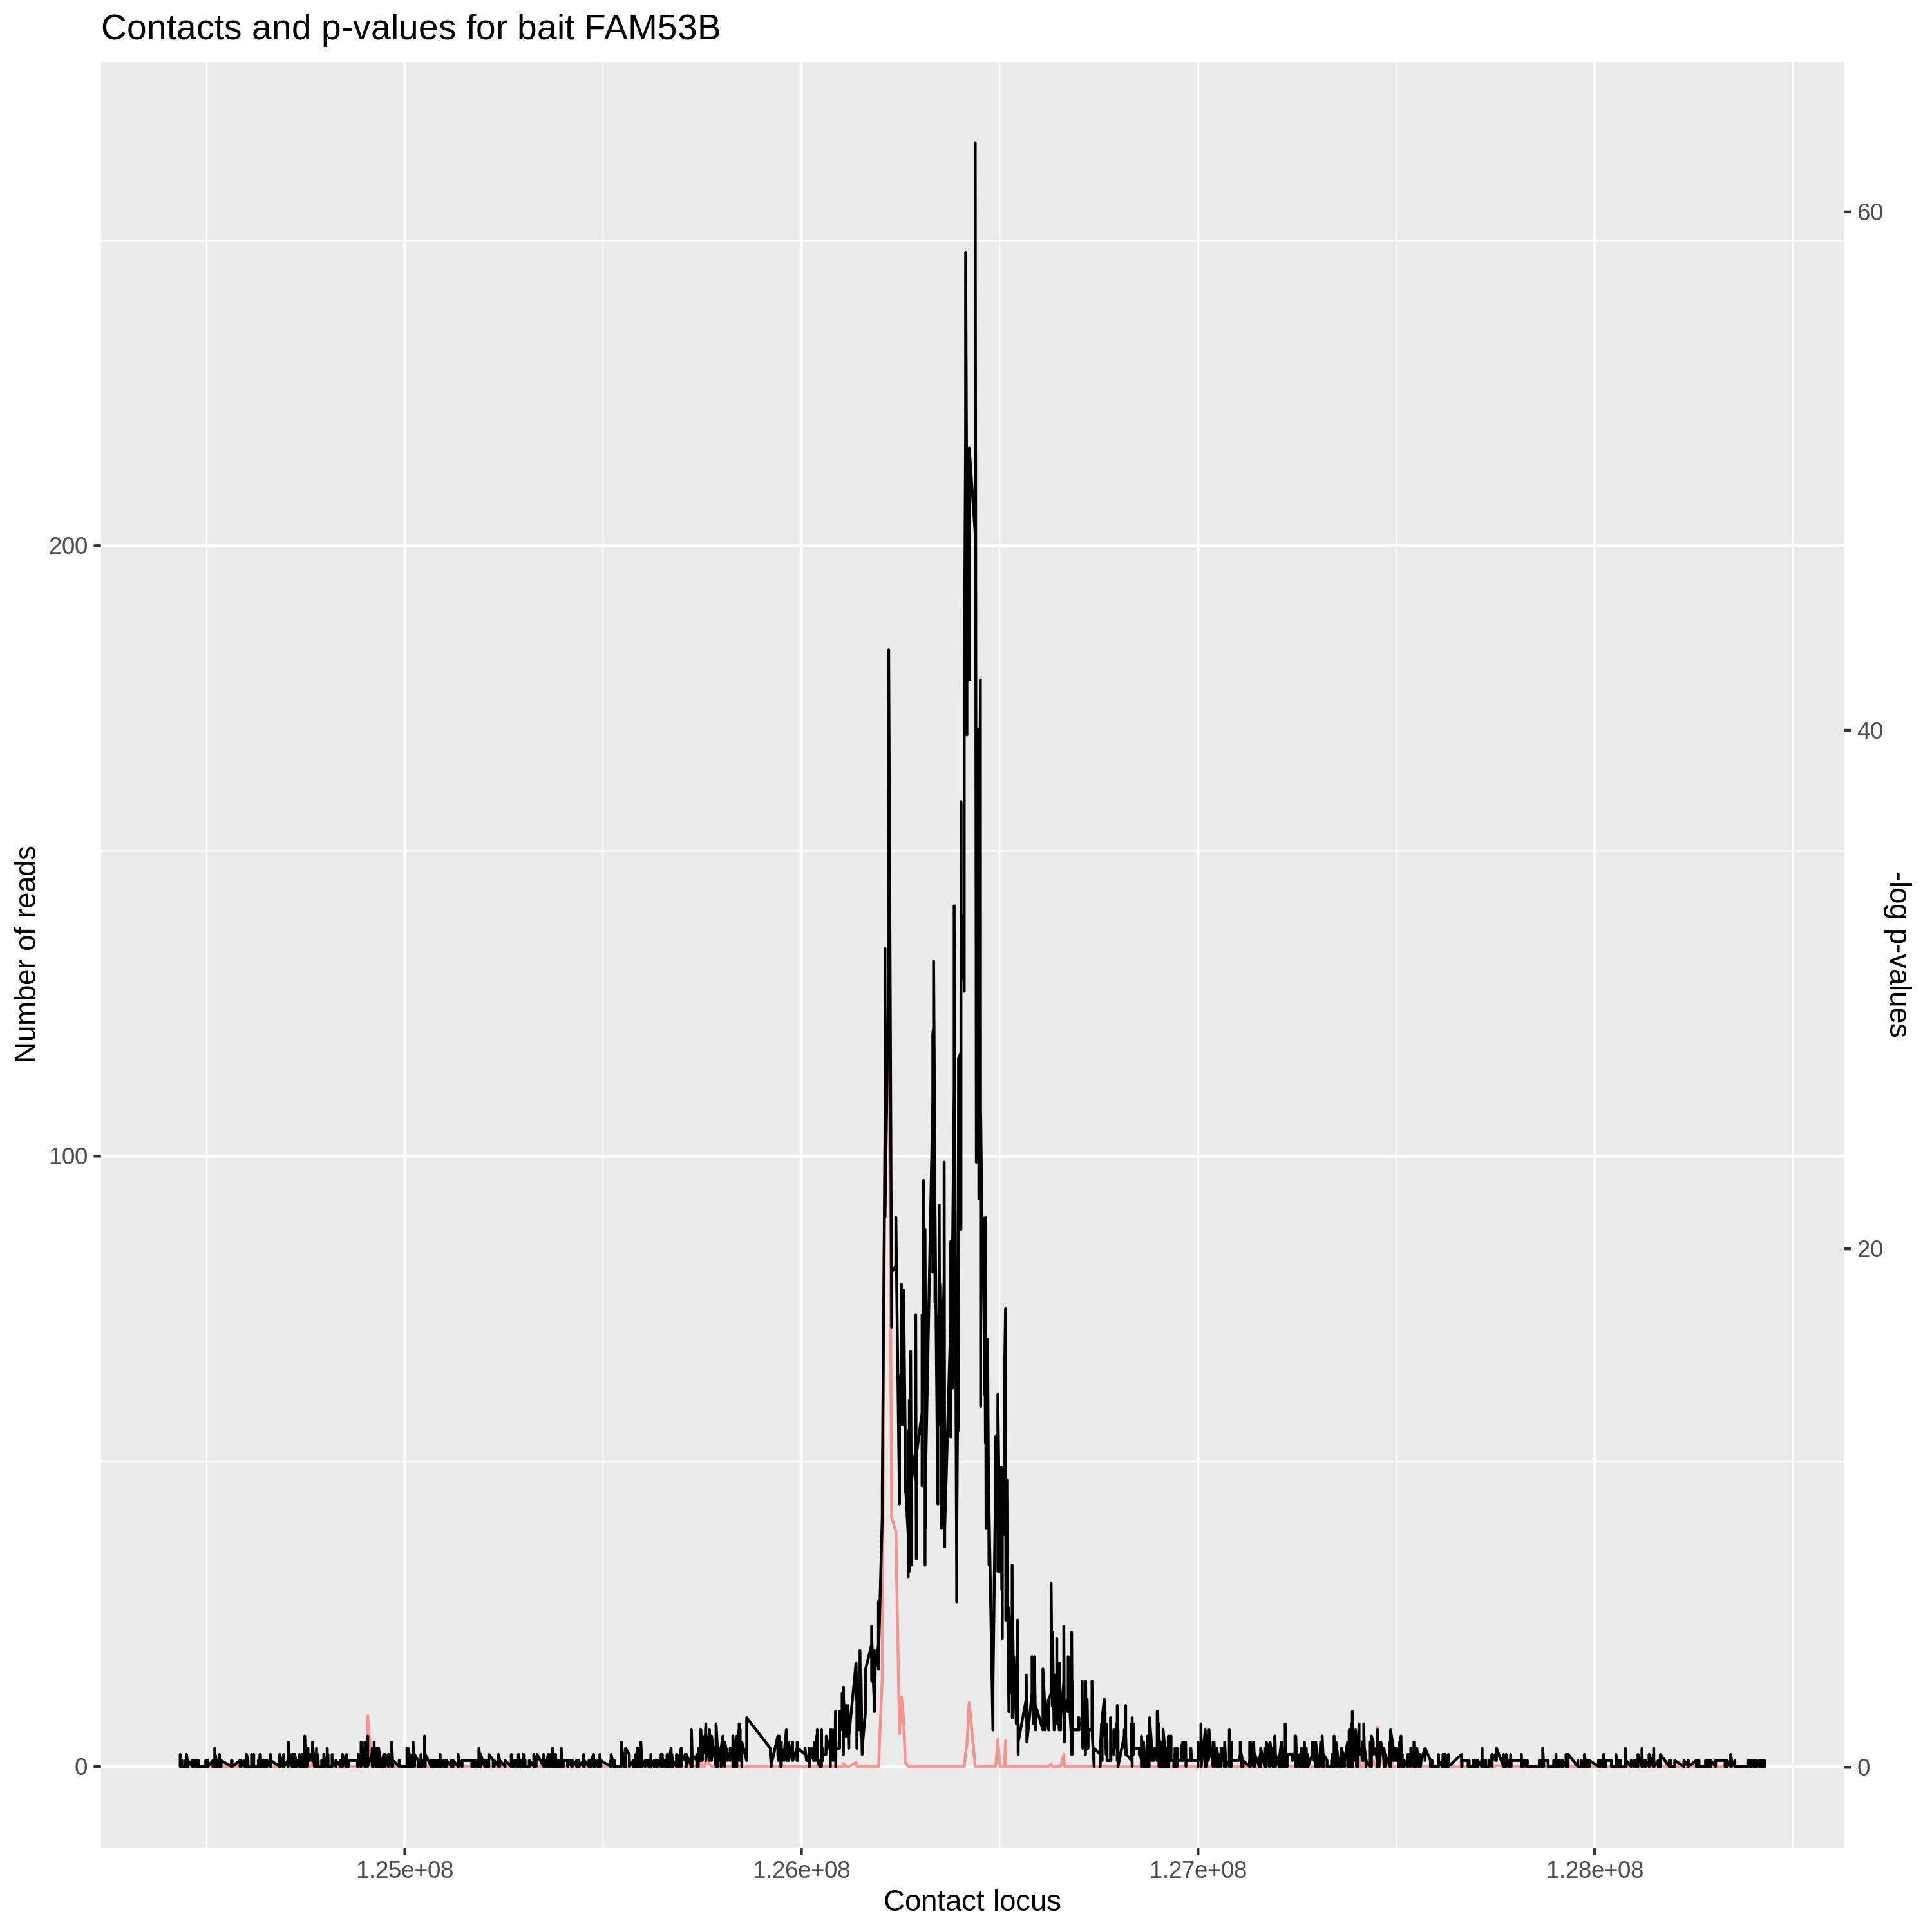 Contacts and p-values for bait FAM53B
Number of reads
200
100
0
60
40
20
0
-log p-values
1.25e+08
1.26e+08
1.27e+08
1.28e+08
Contact locus